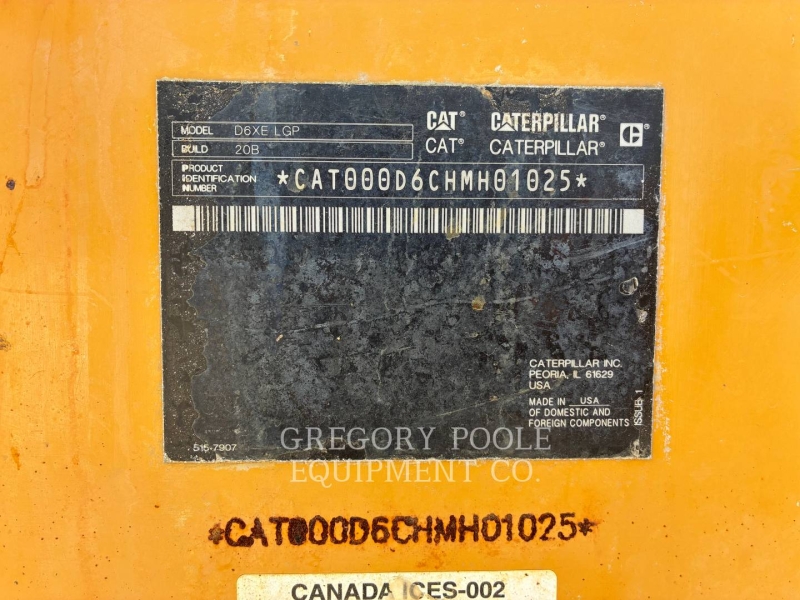 MODEL D6XE LGP
BUILD 20B
CAT® CATERPILLAR
CAT® CATERPILLAR®
C®
PRODUCT
IDENTIFICATION
NUMBER
*CAT000D6CHMH01025*
CATERPILLAR INC.
PEORIA, IL 61629
USA
MADE IN USA
OF DOMESTIC AND
FOREIGN COMPONENTS
ISSUE 1
515-7907
GREGORY POOLE
EQUIPMENT CO.
*CAT000D6CHMH01025*
CANADA ICES-002